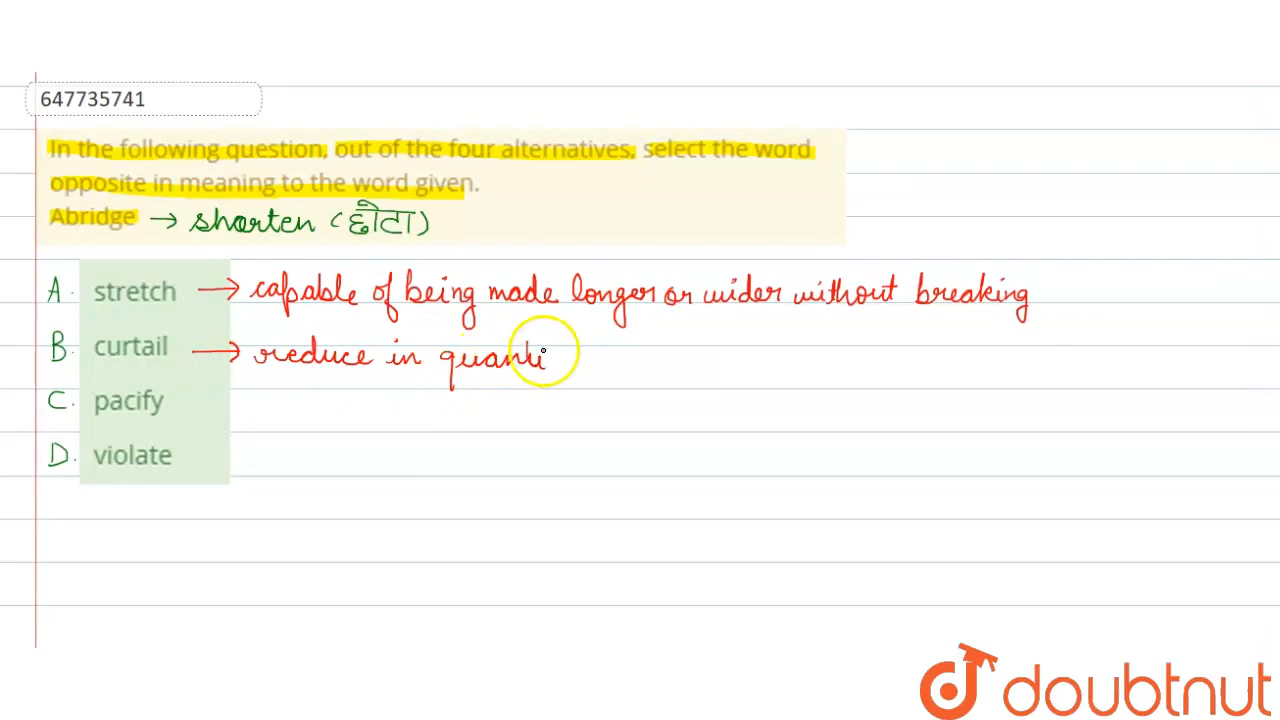 647735741
In the following question, out of the four alternatives, select the word
opposite in meaning to the word given.
Abridge → shorten (छोटा)
A. stretch → capable of being made longer or wider without breaking
B. curtail → reduce in quanti
C. pacify
D. violate
doubtnut